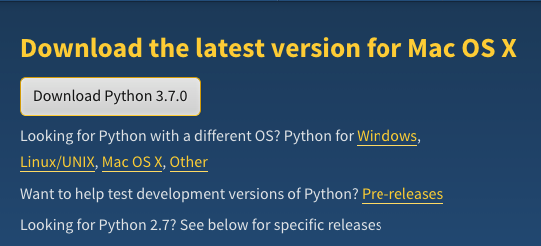 Download the latest version for Mac OS X
Download Python 3.7.0
Looking for Python with a different OS? Python for Windows,
Linux/UNIX, Mac OS X, Other
Want to help test development versions of Python? Pre-releases
Looking for Python 2.7? See below for specific releases